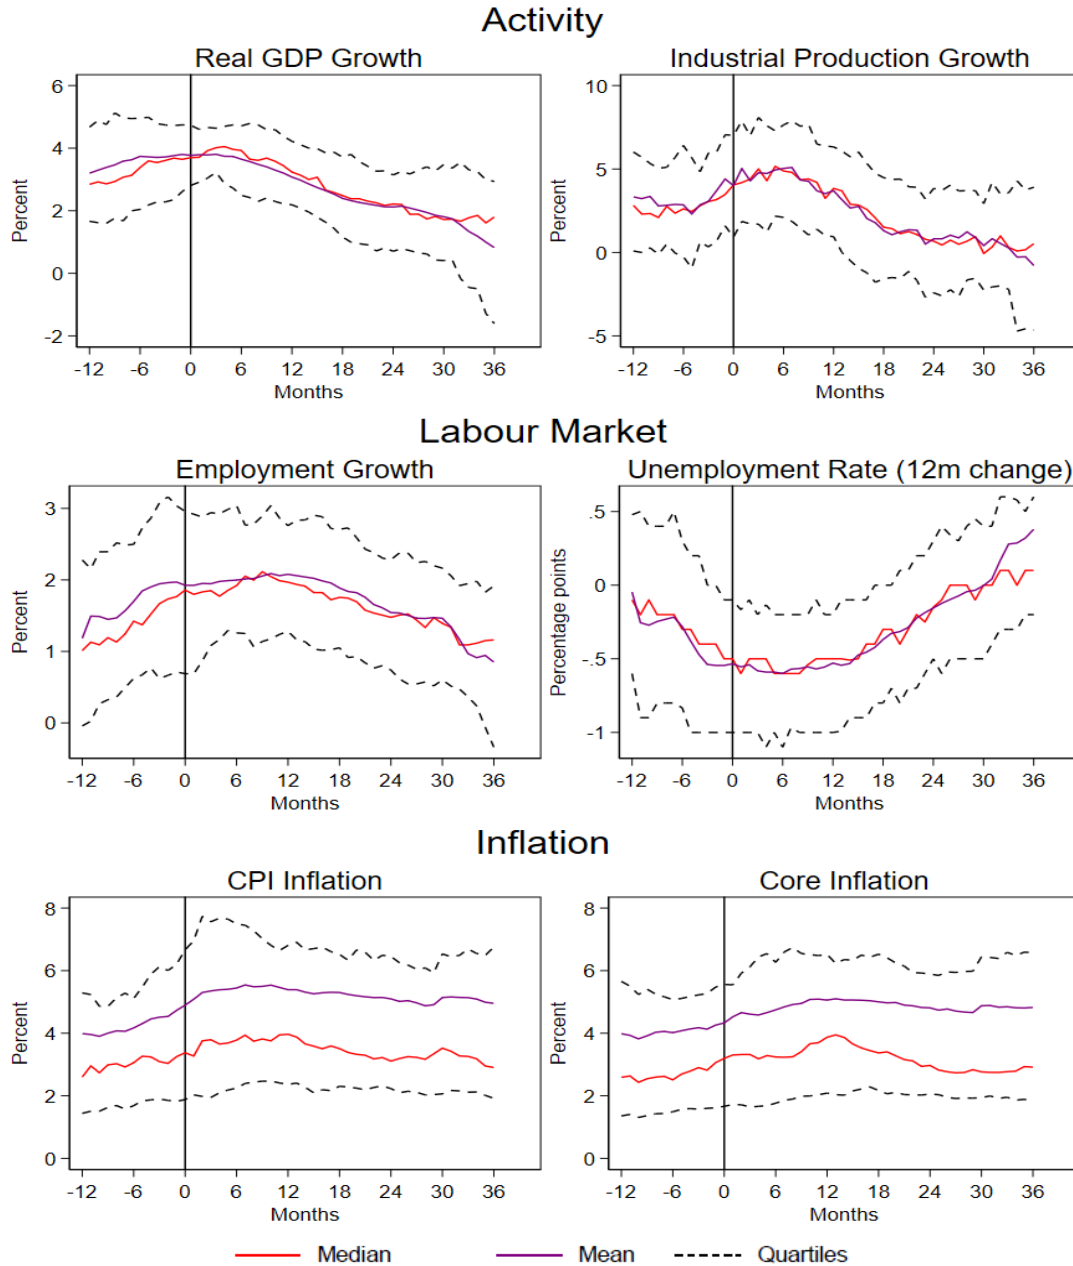 Activity
Real GDP Growth
Industrial Production Growth
Percent
6
4
2
0
-2
-12 -6 0 6 12 18 24 30 36
Months
Percent
10
5
0
-5
-12 -6 0 6 12 18 24 30 36
Months
Labour Market
Employment Growth
Unemployment Rate (12m change)
Percent
3
2
1
0
-12 -6 0 6 12 18 24 30 36
Months
Percentage points
.5
0
-.5
-1
-12 -6 0 6 12 18 24 30 36
Months
Inflation
CPI Inflation
Core Inflation
Percent
8
6
4
2
0
-12 -6 0 6 12 18 24 30 36
Months
Percent
8
6
4
2
0
-12 -6 0 6 12 18 24 30 36
Months
Median Mean Quartiles